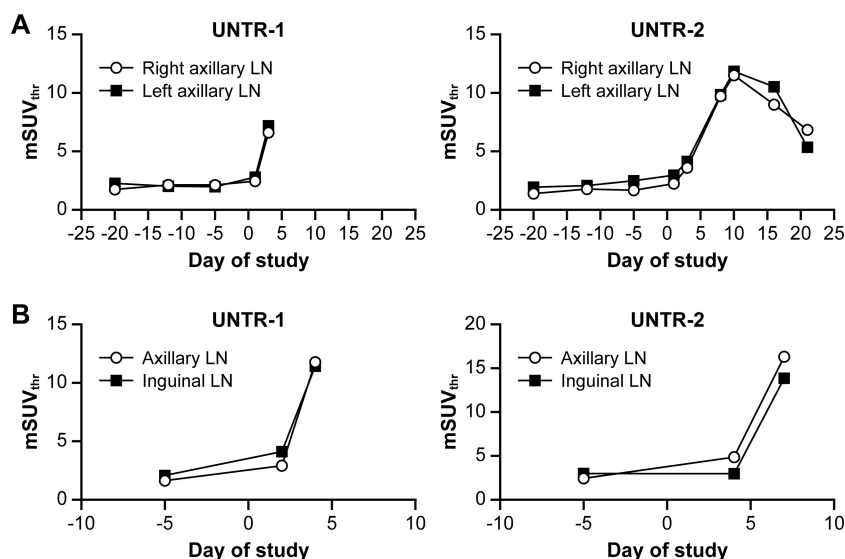 A
UNTR-1
mSUVthr
15
10
5
0
Right axillary LN
Left axillary LN
-25 -20 -15 -10 -5 0 5 10 15 20 25
Day of study
UNTR-2
mSUVthr
15
10
5
0
Right axillary LN
Left axillary LN
-25 -20 -15 -10 -5 0 5 10 15 20 25
Day of study
B
UNTR-1
mSUVthr
15
10
5
0
Axillary LN
Inguinal LN
-10 -5 0 5 10
Day of study
UNTR-2
mSUVthr
20
15
10
5
0
Axillary LN
Inguinal LN
-10 -5 0 5 10
Day of study